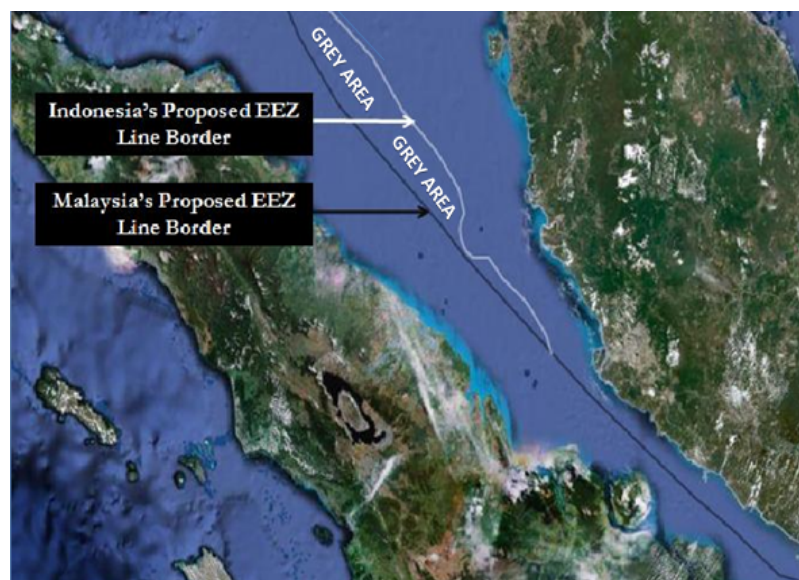 GREY AREA
Indonesia's Proposed EEZ
Line Border
GREY AREA
Malaysia's Proposed EEZ
Line Border